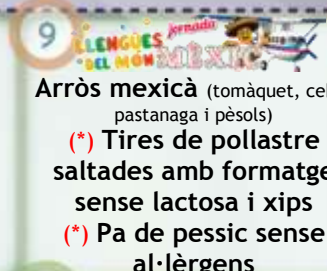 9
jornada
LLENGÜES
DEL MÓN
MÈXIC
Arròs mexicà (tomàquet, ce
pastanaga i pèsols)
(*) Tires de pollastre
saltades amb formatge
sense lactosa i xips
(*) Pa de pessic sense
al·lèrgens